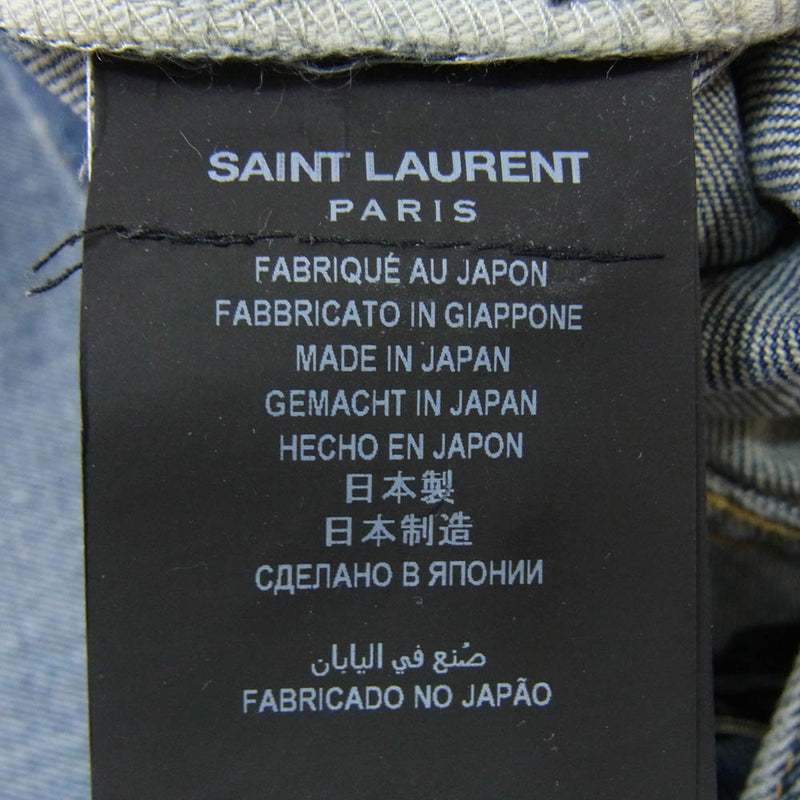 SAINT LAURENT
PARIS
FABRIQUÉ AU JAPON
FABBRICATO IN GIAPPONE
MADE IN JAPAN
GEMACHT IN JAPAN
HECHO EN JAPON
日本製
日本制造
СДЕЛАНО В ЯПОНИИ
صُنع في اليابان
FABRICADO NO JAPÃO